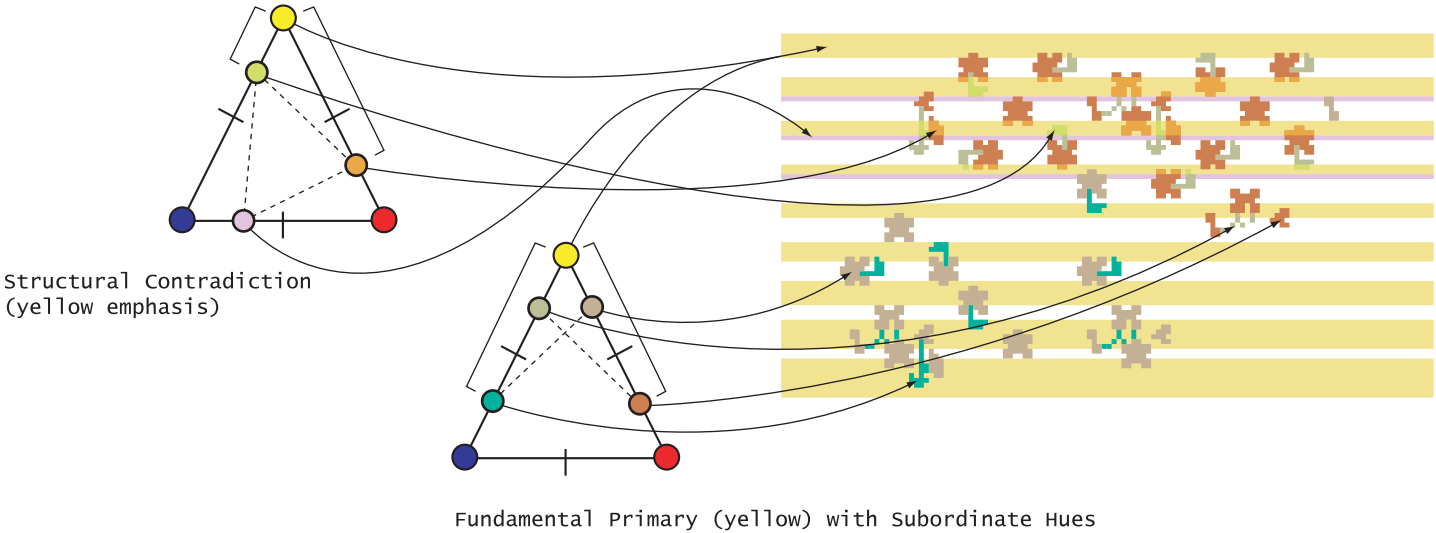 Structural Contradiction
(yellow emphasis)
Fundamental Primary (yellow) with Subordinate Hues